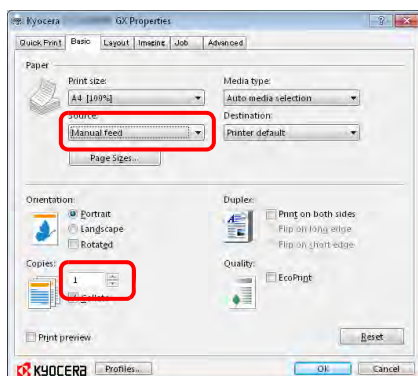 Kyocera GX Properties
Quick Print Basic Layout Imaging Job Advanced
Paper
Print size: Media type:
A4 [100%] Auto media selection
Source: Destination:
Manual feed Printer default
Page Sizes...
Orientation: Duplex:
Portrait Print on both sides
Landscape Flip on long edge
Rotated Flip on short edge
Copies: Quality:
1 EcoPrint
Collate
Print preview Reset
KYOCERA Profiles... OK Cancel